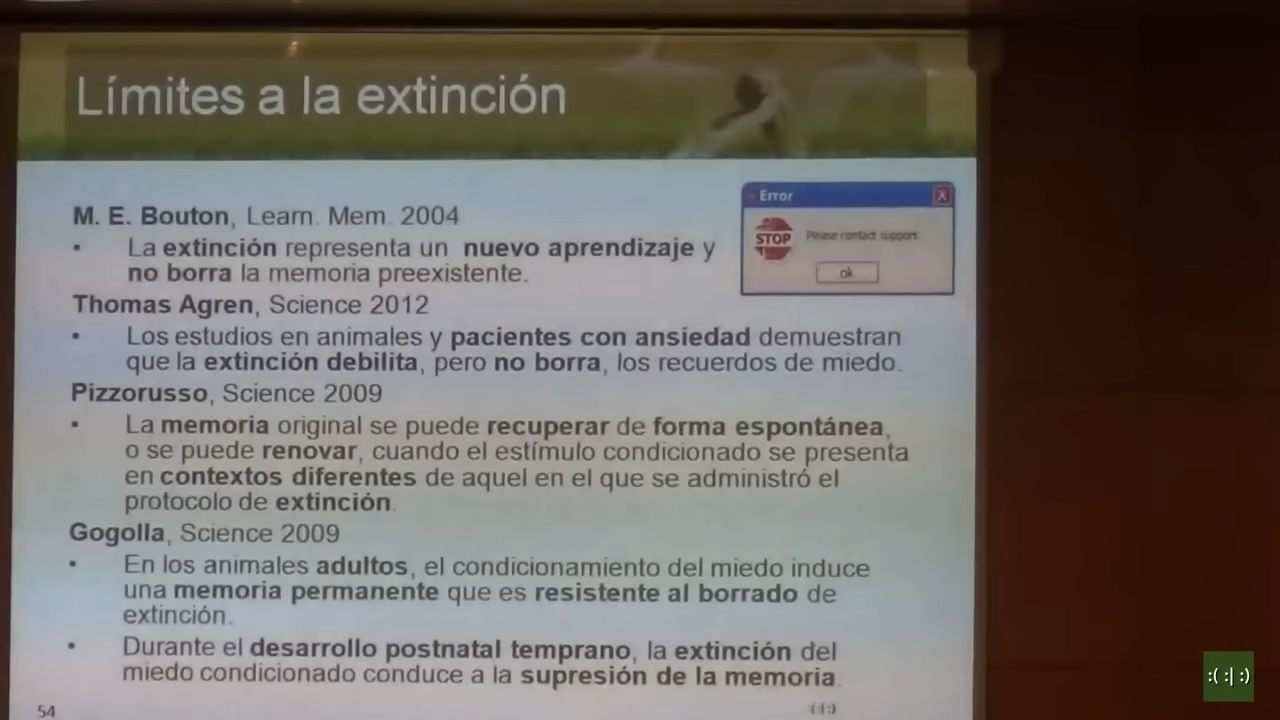 Límites a la extinción
Error
X
STOP
Please contact support.
ok
M. E. Bouton, Learn. Mem. 2004
• La extinción representa un nuevo aprendizaje y
no borra la memoria preexistente.
Thomas Agren, Science 2012
• Los estudios en animales y pacientes con ansiedad demuestran
que la extinción debilita, pero no borra, los recuerdos de miedo.
Pizzorusso, Science 2009
• La memoria original se puede recuperar de forma espontánea,
o se puede renovar, cuando el estímulo condicionado se presenta
en contextos diferentes de aquel en el que se administró el
protocolo de extinción.
Gogolla, Science 2009
• En los animales adultos, el condicionamiento del miedo induce
una memoria permanente que es resistente al borrado de
extinción.
• Durante el desarrollo postnatal temprano, la extinción del
miedo condicionado conduce a la supresión de la memoria.
54
:( :| :)